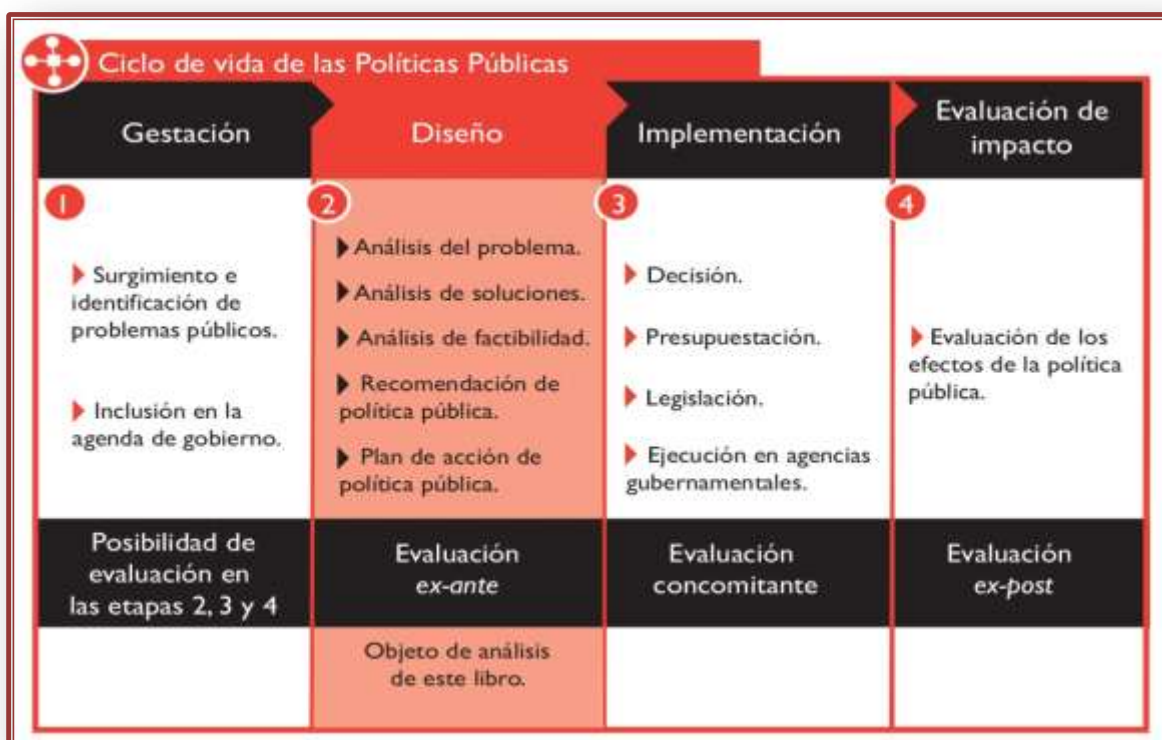 Ciclo de vida de las Políticas Públicas
Gestación
Diseño
Implementación
Evaluación de
impacto
1
Surgimiento e
identificación de
problemas públicos.
Inclusión en la
agenda de gobierno.
2
Análisis del problema.
Análisis de soluciones.
Análisis de factibilidad.
Recomendación de
política pública.
Plan de acción de
política pública.
3
Decisión.
Presupuestación.
Legislación.
Ejecución en agencias
gubernamentales.
4
Evaluación de los
efectos de la política
pública.
Posibilidad de
evaluación en
las etapas 2, 3 y 4
Evaluación
ex-ante
Evaluación
concomitante
Evaluación
ex-post
Objeto de análisis
de este libro.